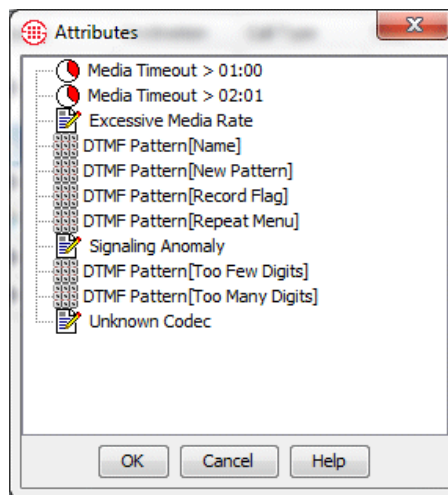 Attributes
Media Timeout > 01:00
Media Timeout > 02:01
Excessive Media Rate
DTMF Pattern[Name]
DTMF Pattern[New Pattern]
DTMF Pattern[Record Flag]
DTMF Pattern[Repeat Menu]
Signaling Anomaly
DTMF Pattern[Too Few Digits]
DTMF Pattern[Too Many Digits]
Unknown Codec
OK Cancel Help